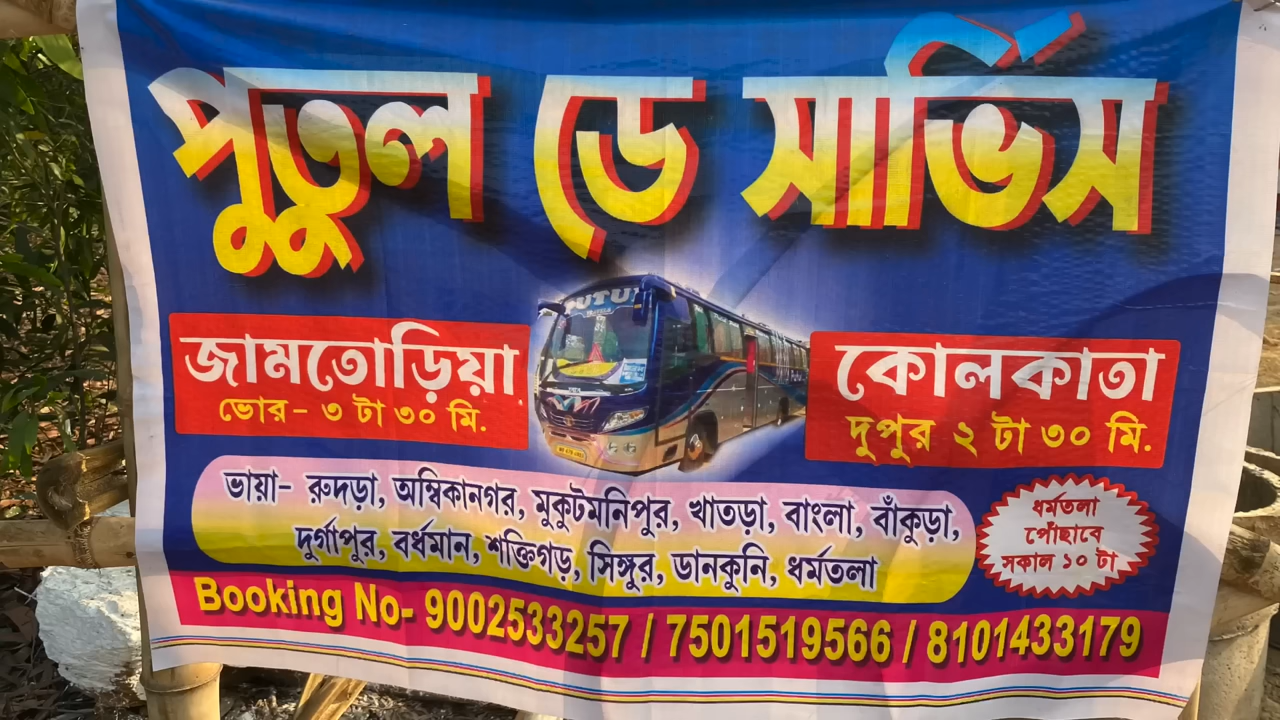 পুতুল ডে সার্ভিস
জামতোড়িয়া
ভোর - ৩ টা ৩০ মি.
কোলকাতা
দুপুর ২ টা ৩০ মি.
ভায়া- রুদড়া, অম্বিকানগর, মুকুটমনিপুর, খাতড়া, বাংলা, বাঁকুড়া,
দুর্গাপুর, বর্ধমান, শক্তিগড়, সিঙ্গুর, ডানকুনি, ধর্মতলা
ধর্মতলা
পৌঁছাবে
সকাল ১০ টা
Booking No- 9002533257 / 7501519566 / 8101433179